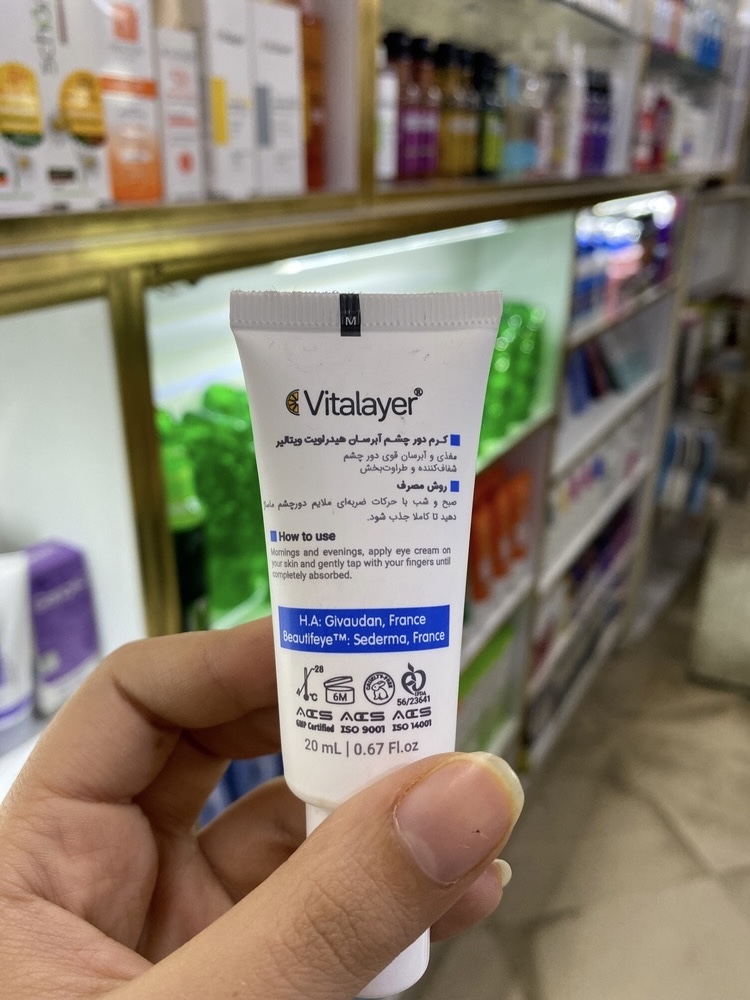 M
Vitalayer®
کرم دور چشم آبرسان هیدراویت ویتالیر
مغذی و آبرسان قوی دور چشم
شفاف‌کننده و طراوت‌بخش
روش مصرف
صبح و شب با حرکات ضربه‌ای ملایم دورچشم
دهید تا کاملا جذب شود.
How to use
Mornings and evenings, apply eye cream on
your skin and gently tap with your fingers until
completely absorbed.
H.A: Givaudan, France
Beautifeye™: Sederma, France
-28
°C
6M
CRUELTY FREE
IFDA
56/23641
ACS ACS ACS
GMP Certified ISO 9001 ISO 14001
20 mL | 0.67 Fl.oz